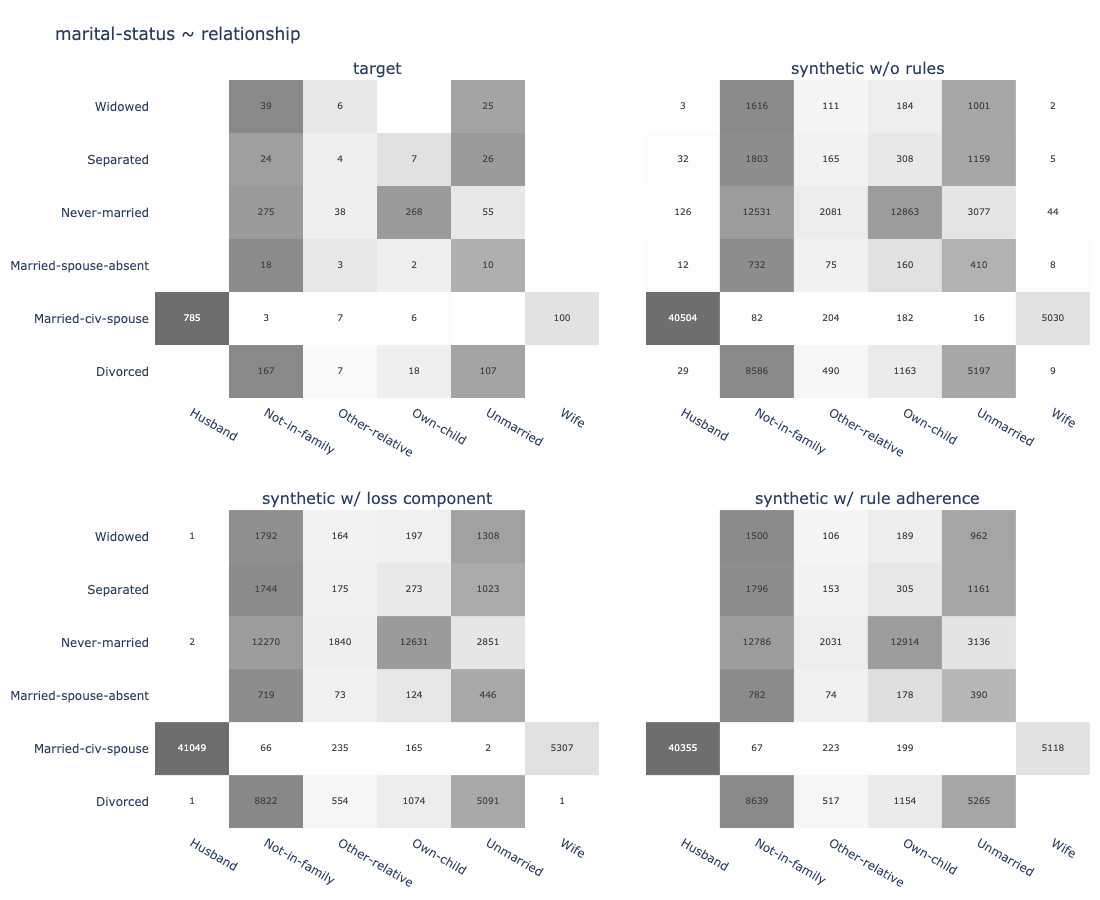 marital-status ~ relationship
target
Widowed 39 6 25
Separated 24 4 7 26
Never-married 275 38 268 55
Married-spouse-absent 18 3 2 10
Married-civ-spouse 785 3 7 6 100
Divorced 167 7 18 107
Husband Not-in-family Other-relative Own-child Unmarried Wife
synthetic w/o rules
3 1616 111 184 1001 2
32 1803 165 308 1159 5
126 12531 2081 12863 3077 44
12 732 75 160 410 8
40504 82 204 182 16 5030
29 8586 490 1163 5197 9
Husband Not-in-family Other-relative Own-child Unmarried Wife
synthetic w/ loss component
Widowed 1 1792 164 197 1308
Separated 1744 175 273 1023
Never-married 2 12270 1840 12631 2851
Married-spouse-absent 719 73 124 446
Married-civ-spouse 41049 66 235 165 2 5307
Divorced 1 8822 554 1074 5091 1
Husband Not-in-family Other-relative Own-child Unmarried Wife
synthetic w/ rule adherence
1500 106 189 962
1796 153 305 1161
12786 2031 12914 3136
782 74 178 390
40355 67 223 199 5118
8639 517 1154 5265
Husband Not-in-family Other-relative Own-child Unmarried Wife